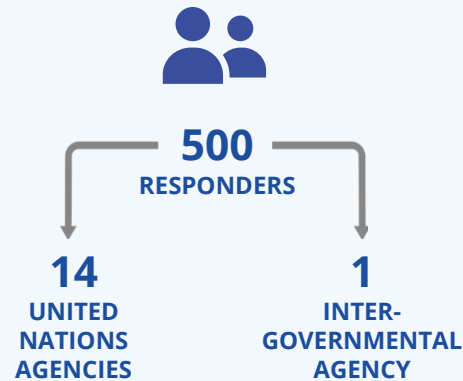 500
RESPONDERS
14
UNITED
NATIONS
AGENCIES
1
INTER-
GOVERNMENTAL
AGENCY